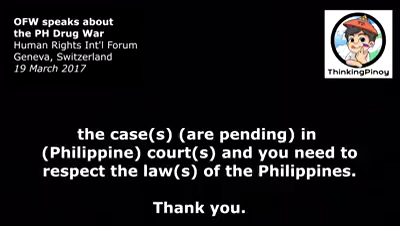 OFW speaks about
the PH Drug War
Human Rights Int'l Forum
Geneva, Switzerland
19 March 2017
ThinkingPinoy
the case(s) (are pending) in
(Philippine) court(s) and you need to
respect the law(s) of the Philippines.
Thank you.